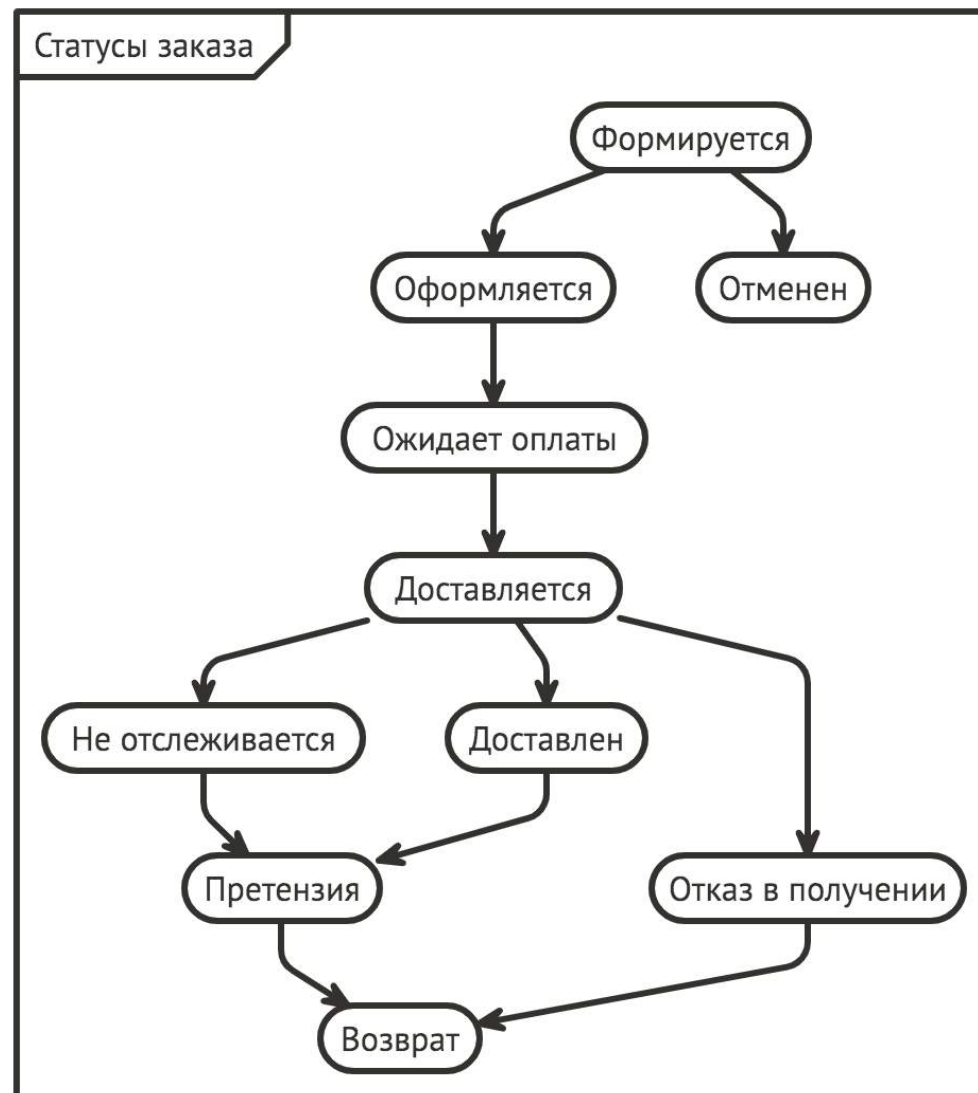 Статусы заказа
Формируется
Оформляется
Отменен
Ожидает оплаты
Доставляется
Не отслеживается
Доставлен
Претензия
Отказ в получении
Возврат